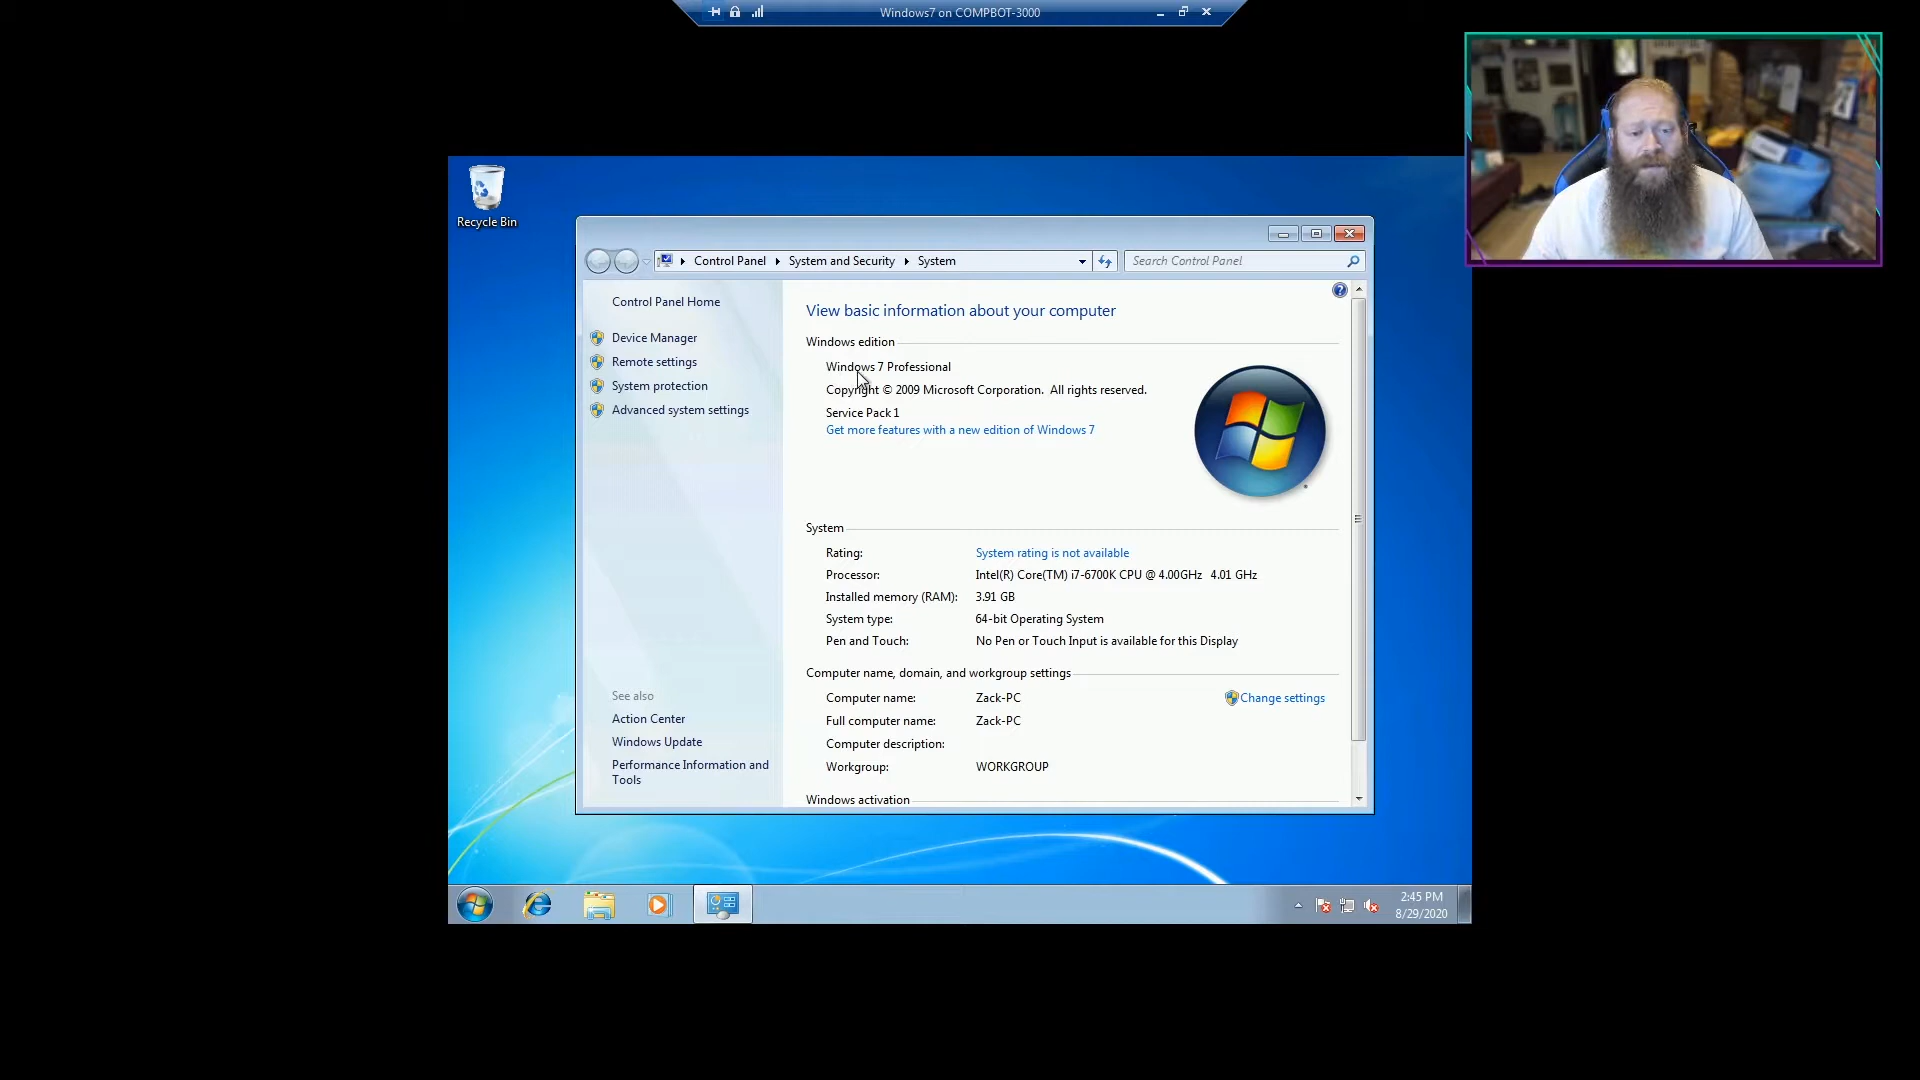 Windows7 on COMPBOT-3000
Recycle Bin
Control Panel System and Security System
Search Control Panel
Control Panel Home
Device Manager
Remote settings
System protection
Advanced system settings
See also
Action Center
Windows Update
Performance Information and
Tools
View basic information about your computer
Windows edition
Windows 7 Professional
Copyright © 2009 Microsoft Corporation. All rights reserved.
Service Pack 1
Get more features with a new edition of Windows 7
System
Rating: System rating is not available
Processor: Intel(R) Core(TM) i7-6700K CPU @ 4.00GHz 4.01 GHz
Installed memory (RAM): 3.91 GB
System type: 64-bit Operating System
Pen and Touch: No Pen or Touch Input is available for this Display
Computer name, domain, and workgroup settings
Computer name: Zack-PC Change settings
Full computer name: Zack-PC
Computer description:
Workgroup: WORKGROUP
Windows activation
2:45 PM
8/29/2020